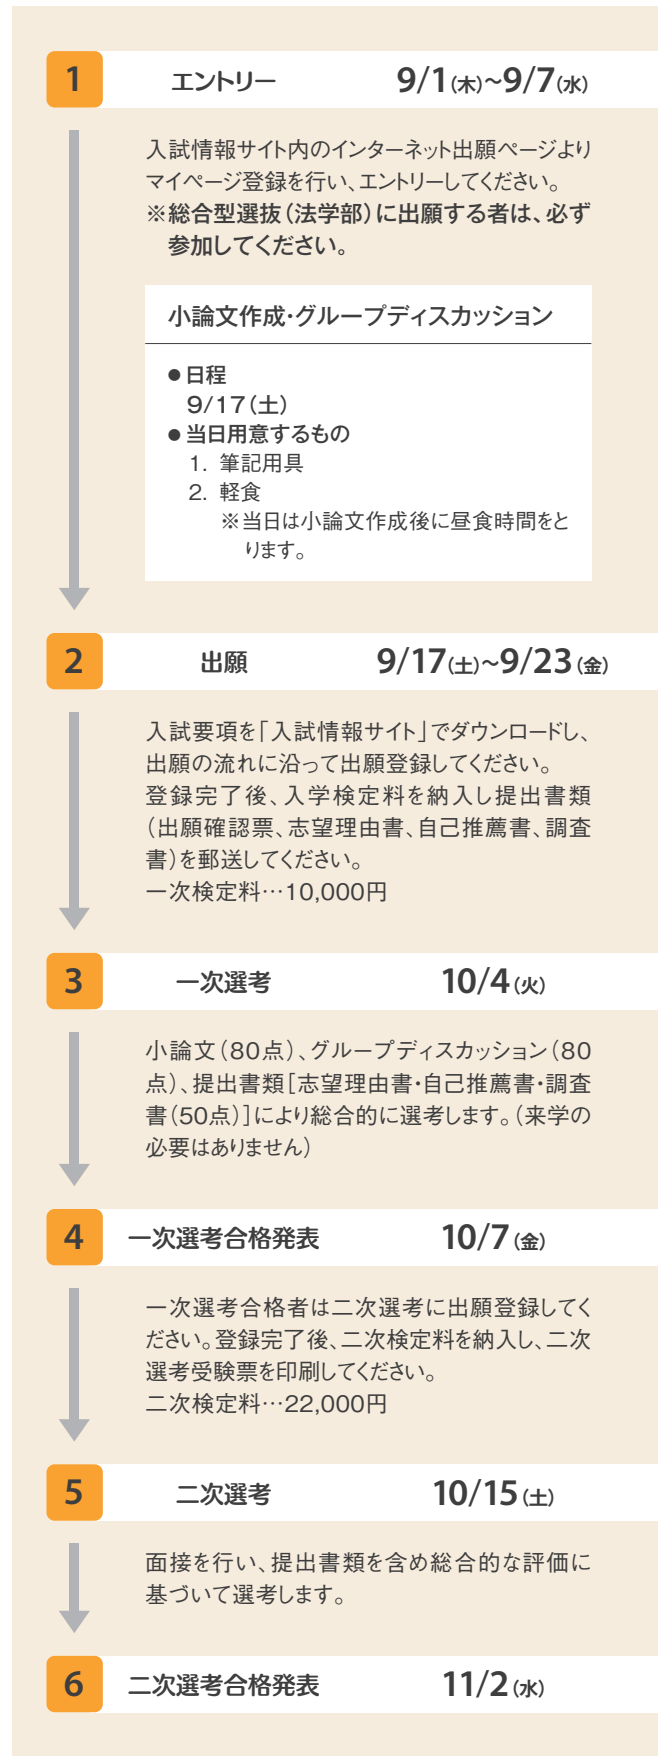 1 エントリー 9/1(木)~9/7(水)
入試情報サイト内のインターネット出願ページより
マイページ登録を行い、エントリーしてください。
※総合型選抜(法学部)に出願する者は、必ず
参加してください。
小論文作成・グループディスカッション
●日程
9/17(土)
●当日用意するもの
1. 筆記用具
2. 軽食
※当日は小論文作成後に昼食時間をと
ります。
2 出願 9/17(土)~9/23(金)
入試要項を「入試情報サイト」でダウンロードし、
出願の流れに沿って出願登録してください。
登録完了後、入学検定料を納入し提出書類
(出願確認票、志望理由書、自己推薦書、調査
書)を郵送してください。
一次検定料…10,000円
3 一次選考 10/4(火)
小論文(80点)、グループディスカッション(80
点)、提出書類[志望理由書・自己推薦書・調査
書(50点)]により総合的に選考します。(来学の
必要はありません)
4 一次選考合格発表 10/7(金)
一次選考合格者は二次選考に出願登録してく
ださい。登録完了後、二次検定料を納入し、二次
選考受験票を印刷してください。
二次検定料…22,000円
5 二次選考 10/15(土)
面接を行い、提出書類を含め総合的な評価に
基づいて選考します。
6 二次選考合格発表 11/2(水)